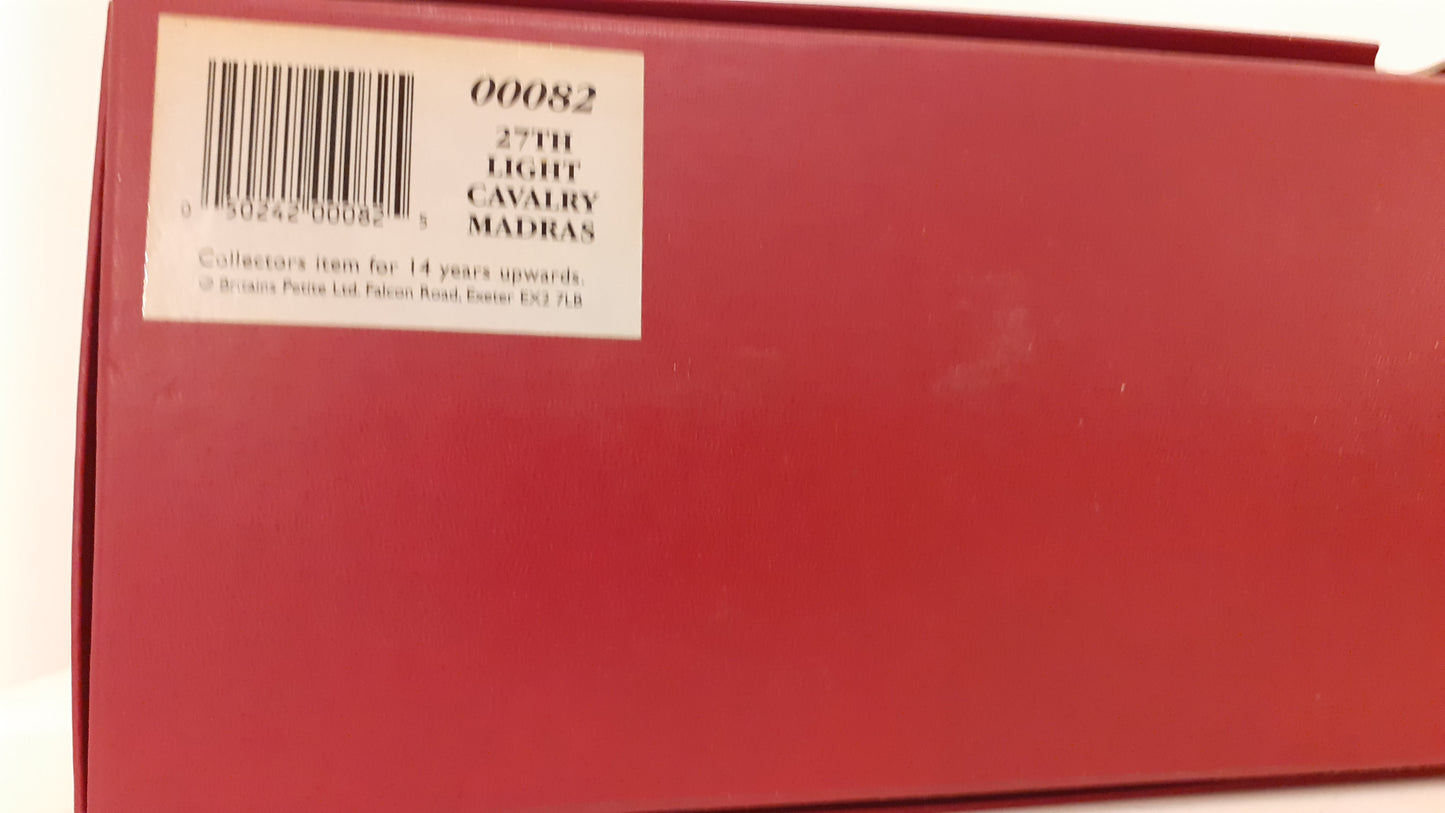 00082
27TH
LIGHT
CAVALRY
MADRAS
0 50242 00082 5
Collectors item for 14 years upwards.
© Britains Petite Ltd. Falcon Road, Exeter EX2 7LB